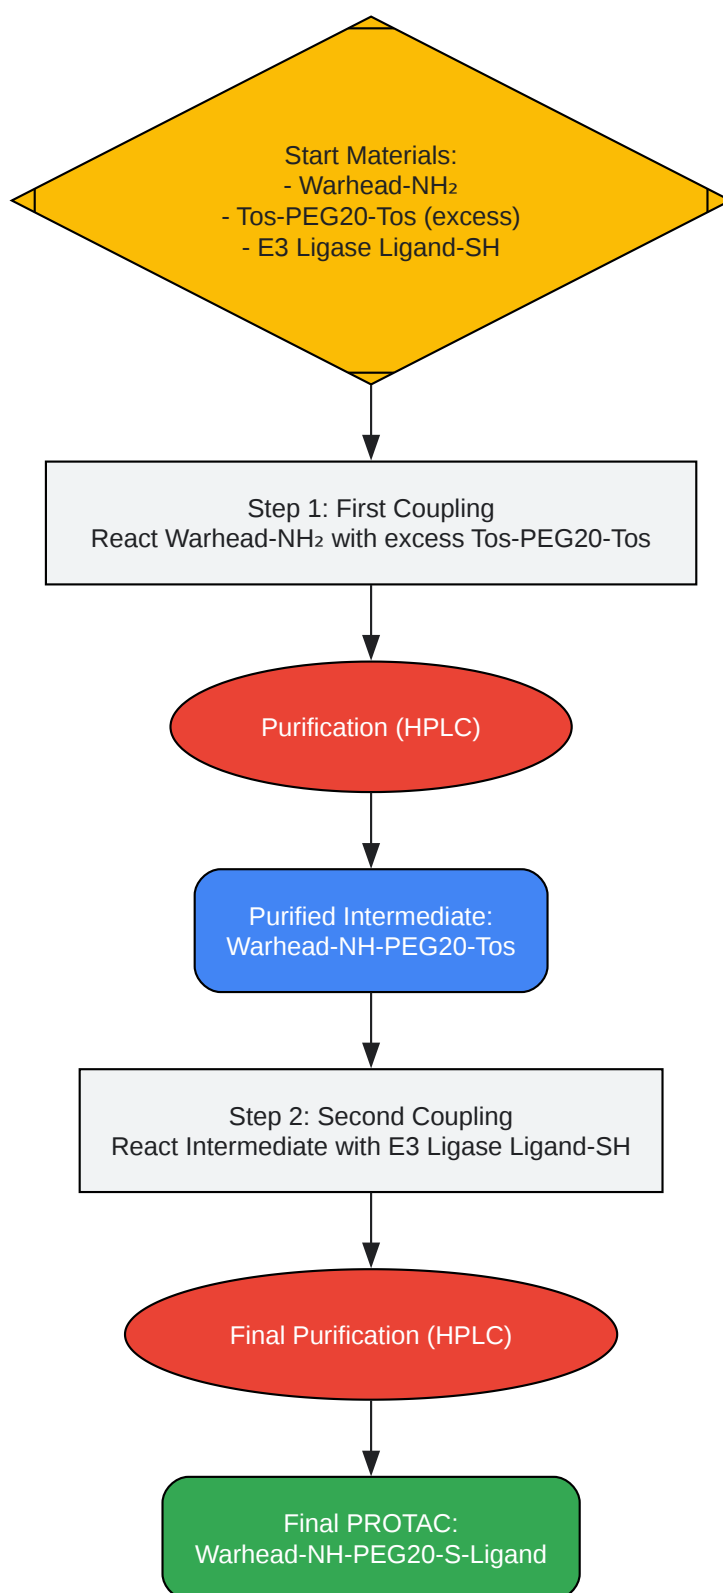 Start Materials:
- Warhead-NH₂
- Tos-PEG20-Tos (excess)
- E3 Ligase Ligand-SH
Step 1: First Coupling
React Warhead-NH₂ with excess Tos-PEG20-Tos
Purification (HPLC)
Purified Intermediate:
Warhead-NH-PEG20-Tos
Step 2: Second Coupling
React Intermediate with E3 Ligase Ligand-SH
Final Purification (HPLC)
Final PROTAC:
Warhead-NH-PEG20-S-Ligand